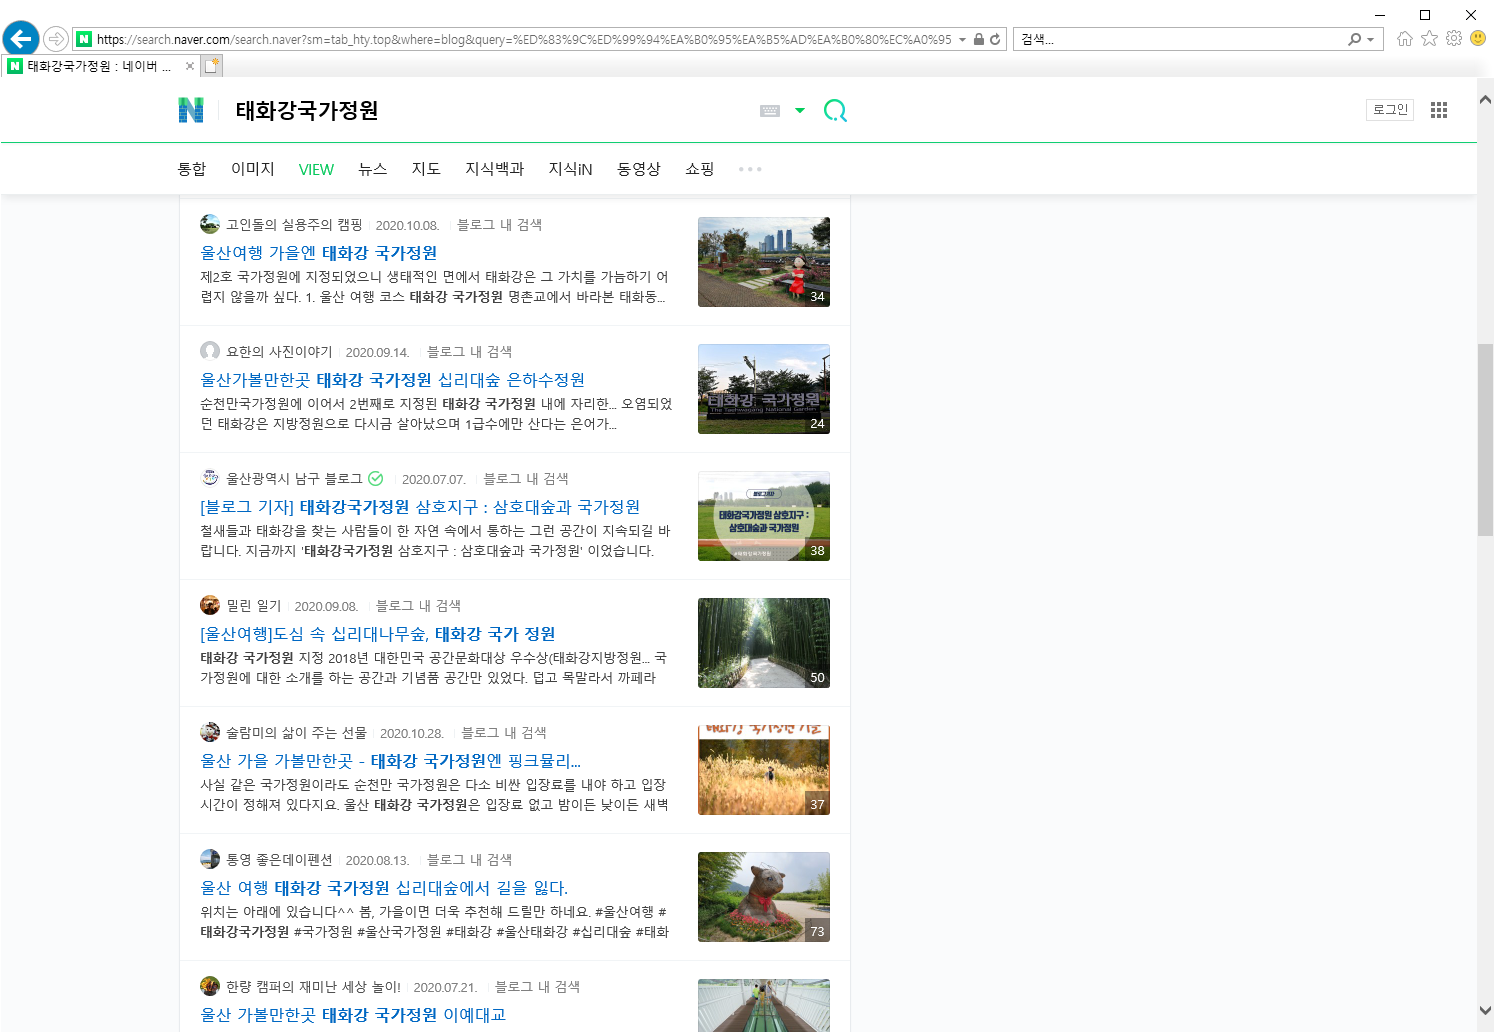 https://search.naver.com/search.naver?sm=tab_hty.top&where=blog&query=%ED%83%9C%ED%99%94%EA%B0%95%EA%B5%AD%EA%B0%80%EC%A0%95
검색...
태화강국가정원 : 네이버 ...
태화강국가정원
로그인
통합 이미지 VIEW 뉴스 지도 지식백과 지식iN 동영상 쇼핑
고인돌의 실용주의 캠핑 2020.10.08. 블로그 내 검색
울산여행 가을엔 태화강 국가정원
제2호 국가정원에 지정되었으니 생태적인 면에서 태화강은 그 가치를 가늠하기 어
렵지 않을까 싶다. 1. 울산 여행 코스 태화강 국가정원 명촌교에서 바라본 태화동...
34
요한의 사진이야기 2020.09.14. 블로그 내 검색
울산가볼만한곳 태화강 국가정원 십리대숲 은하수정원
순천만국가정원에 이어서 2번째로 지정된 태화강 국가정원 내에 자리한... 오염되었
던 태화강은 지방정원으로 다시금 살아났으며 1급수에만 산다는 은어가...
태화강 국가정원
The Taehwagang National Garden
24
울산광역시 남구 블로그 2020.07.07. 블로그 내 검색
[블로그 기자] 태화강국가정원 삼호지구 : 삼호대숲과 국가정원
철새들과 태화강을 찾는 사람들이 한 자연 속에서 통하는 그런 공간이 지속되길 바
랍니다. 지금까지 '태화강국가정원 삼호지구 : 삼호대숲과 국가정원' 이었습니다.
블로그기자
태화강국가정원 삼호지구 :
삼호대숲과 국가정원
#태화강국가정원
38
밀린 일기 2020.09.08. 블로그 내 검색
[울산여행]도심 속 십리대나무숲, 태화강 국가 정원
태화강 국가정원 지정 2018년 대한민국 공간문화대상 우수상(태화강지방정원... 국
가정원에 대한 소개를 하는 공간과 기념품 공간만 있었다. 덥고 목말라서 까페라
50
술람미의 삶이 주는 선물 2020.10.28. 블로그 내 검색
울산 가을 가볼만한곳 - 태화강 국가정원엔 핑크뮬리...
사실 같은 국가정원이라도 순천만 국가정원은 다소 비싼 입장료를 내야 하고 입장
시간이 정해져 있다지요. 울산 태화강 국가정원은 입장료 없고 밤이든 낮이든 새벽
태화강 국가정원 가을
37
통영 좋은데이펜션 2020.08.13. 블로그 내 검색
울산 여행 태화강 국가정원 십리대숲에서 길을 잃다.
위치는 아래에 있습니다^^ 봄, 가을이면 더욱 추천해 드릴만 하네요. #울산여행 #
태화강국가정원 #국가정원 #울산국가정원 #태화강 #울산태화강 #십리대숲 #태화
73
한량 캠퍼의 재미난 세상 놀이! 2020.07.21. 블로그 내 검색
울산 가볼만한곳 태화강 국가정원 이예대교